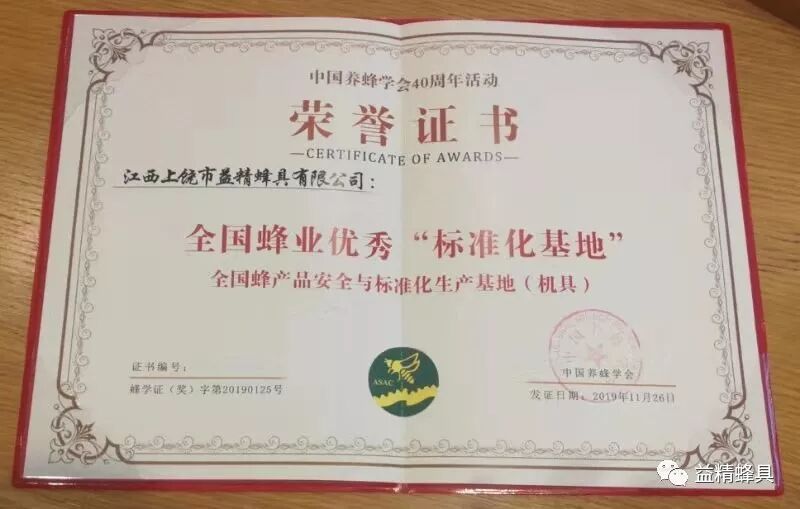 中国养蜂学会40周年活动
荣誉证书
—CERTIFICATE OF AWARDS—
江西上饶市益精蜂具有限公司：
全国蜂业优秀“标准化基地”
全国蜂产品安全与标准化生产基地（机具）
证书编号：
蜂学证（奖）字第20190125号
ASAC
中国养蜂学会
发证日期：2019年11月26日
益精蜂具